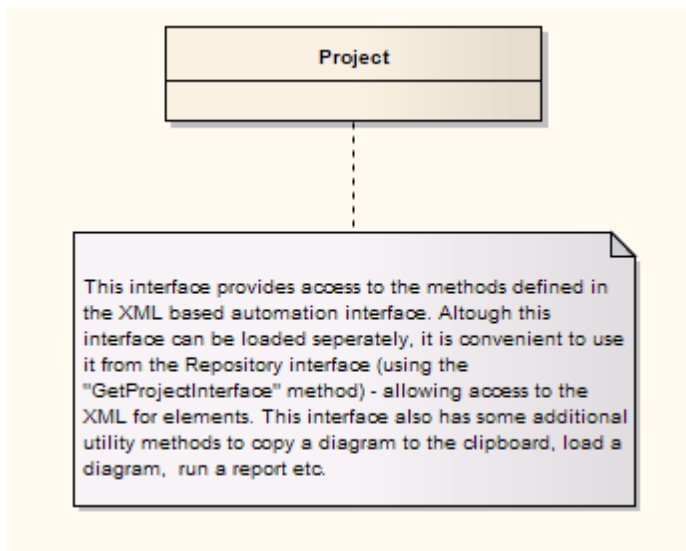 Project
This interface provides access to the methods defined in
the XML based automation interface. Altough this
interface can be loaded seperately, it is convenient to use
it from the Repository interface (using the
"GetProjectInterface" method) - allowing access to the
XML for elements. This interface also has some additional
utility methods to copy a diagram to the clipboard, load a
diagram,  run a report etc.